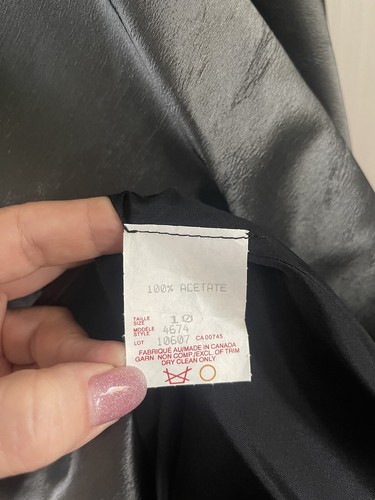 100% ACETATE
TAILLE
SIZE 10
MODELE
STYLE 4674
LOT 10607 CA 00745
FABRIQUÉ AU/MADE IN CANADA
GARN NON COMP/EXCL OF TRIM
DRY CLEAN ONLY